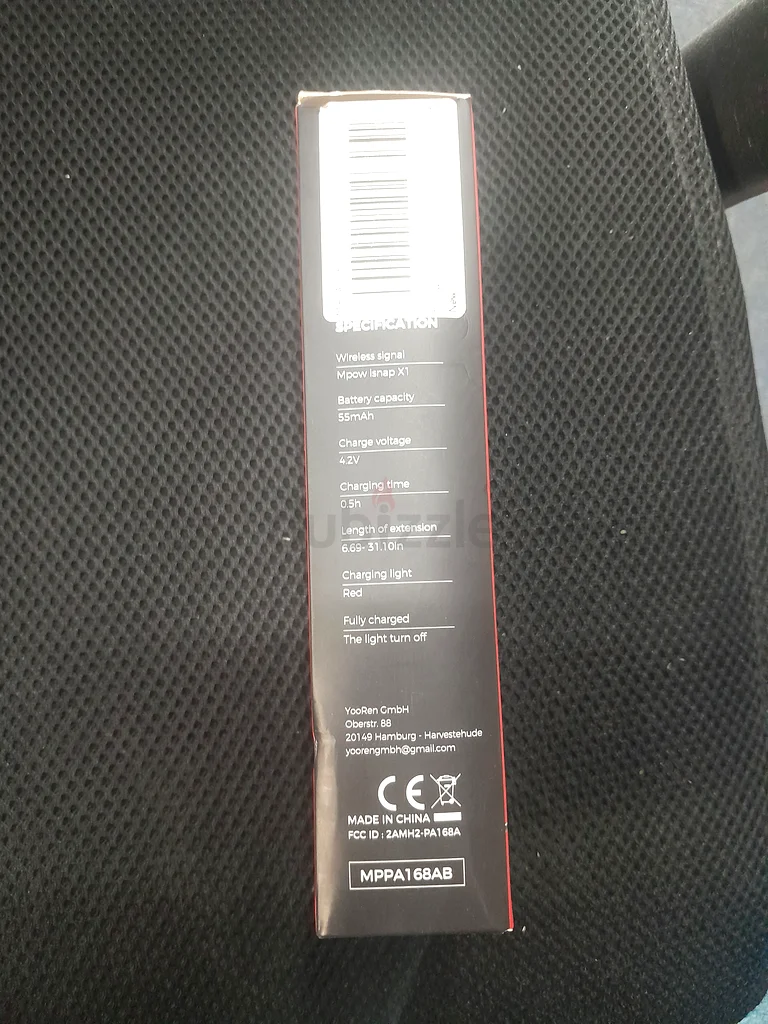 New
SPECIFICATION
Wireless signal
Mpow isnap X1
Battery capacity
55mAh
Charge voltage
4.2V
Charging time
0.5h
Length of extension
6.69- 31.10in
Charging light
Red
Fully charged
The light turn off
YooRen GmbH
Oberstr. 88
20149 Hamburg - Harvestehude
yoorengmbh@gmail.com
CE
MADE IN CHINA
FCC ID : 2AMH2-PA168A
MPPA168AB
dubizzle